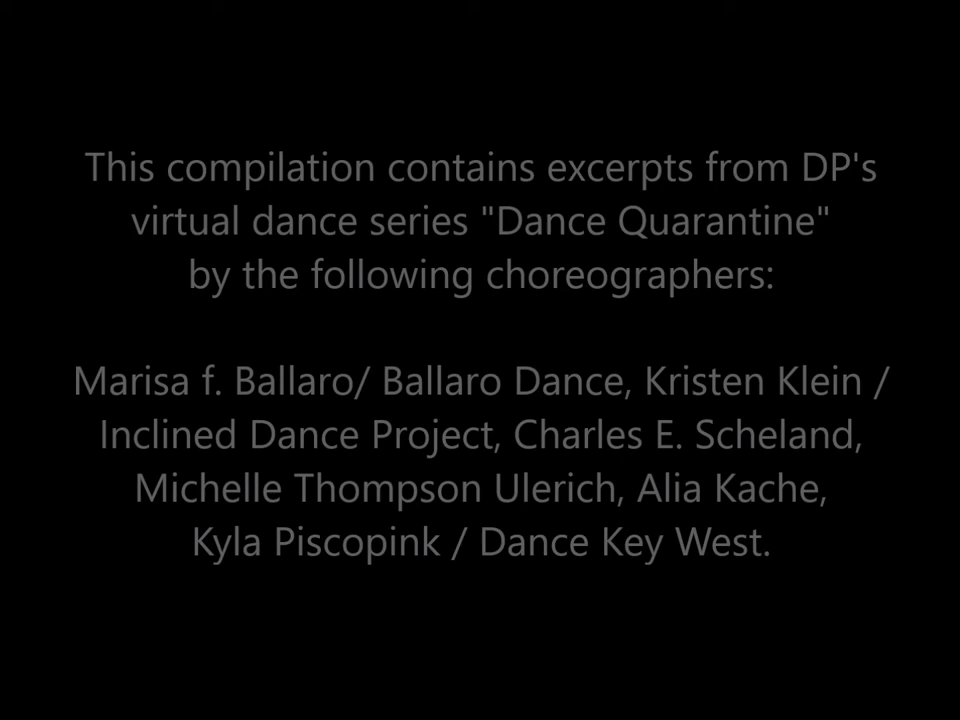 This compilation contains excerpts from DP's
virtual dance series "Dance Quarantine"
by the following choreographers:
Marisa f. Ballaro/ Ballaro Dance, Kristen Klein /
Inclined Dance Project, Charles E. Scheland,
Michelle Thompson Ulerich, Alia Kache,
Kyla Piscopink / Dance Key West.